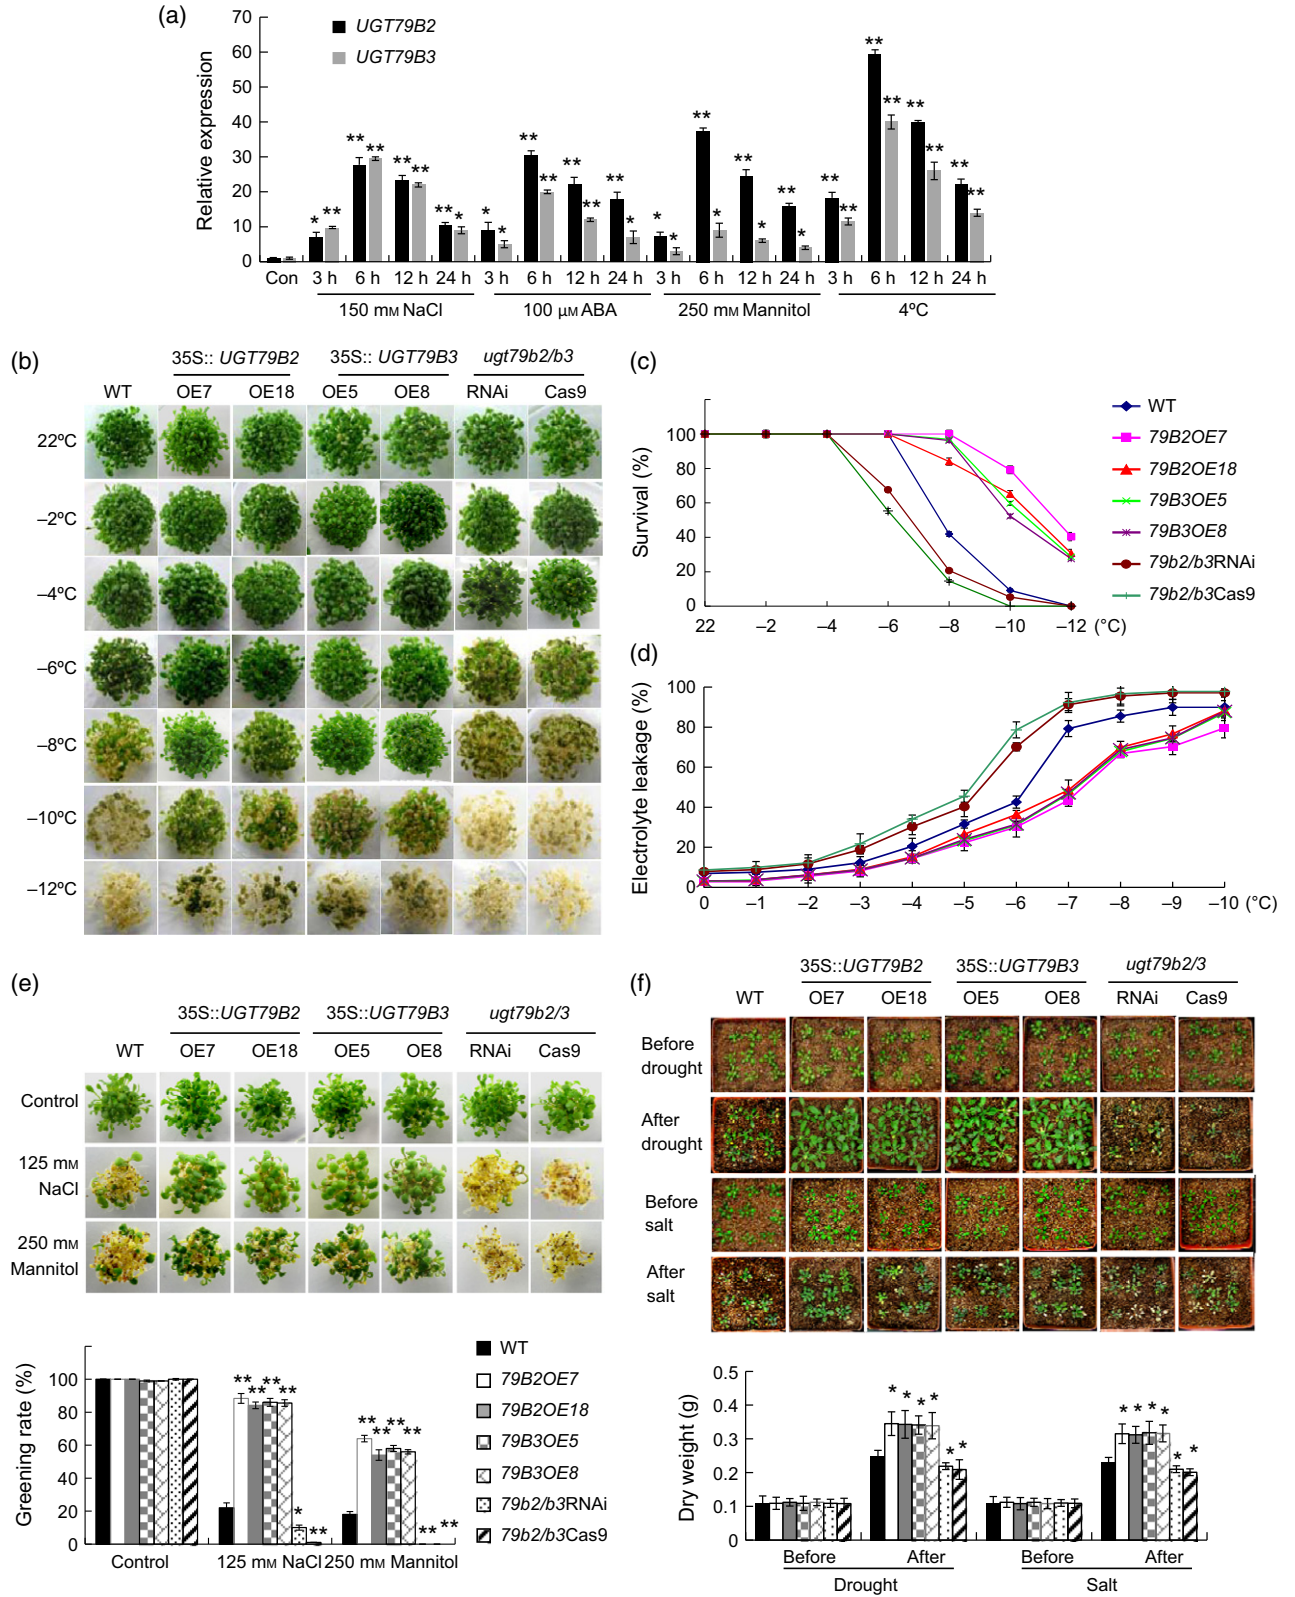 (a)
70
60
50
40
30
20
10
0
Relative expression
UGT79B2
UGT79B3
* ** ** ** ** ** ** * * * ** ** ** ** ** * * * ** * ** * ** * ** ** ** ** ** ** ** **
Con 3 h 6 h 12 h 24 h 3 h 6 h 12 h 24 h 3 h 6 h 12 h 24 h 3 h 6 h 12 h 24 h
150 mM NaCl 100 µM ABA 250 mM Mannitol 4ºC
(b)
35S:: UGT79B2 35S:: UGT79B3 ugt79b2/b3
WT OE7 OE18 OE5 OE8 RNAi Cas9
22ºC
–2ºC
–4ºC
–6ºC
–8ºC
–10ºC
–12ºC
(c)
Survival (%)
100
80
60
40
20
0
22 –2 –4 –6 –8 –10 –12 (°C)
WT
79B2OE7
79B2OE18
79B3OE5
79B3OE8
79b2/b3RNAi
79b2/b3Cas9
(d)
Electrolyte leakage (%)
100
80
60
40
20
0
0 –1 –2 –3 –4 –5 –6 –7 –8 –9 –10 (°C)
(e)
35S::UGT79B2 35S::UGT79B3 ugt79b2/3
WT OE7 OE18 OE5 OE8 RNAi Cas9
Control
125 mM
NaCl
250 mM
Mannitol
Greening rate (%)
100
80
60
40
20
0
** ** ** ** * ** ** ** ** ** ** **
Control 125 mM NaCl 250 mM Mannitol
WT
79B2OE7
79B2OE18
79B3OE5
79B3OE8
79b2/b3RNAi
79b2/b3Cas9
(f)
35S::UGT79B2 35S::UGT79B3 ugt79b2/3
WT OE7 OE18 OE5 OE8 RNAi Cas9
Before
drought
After
drought
Before
salt
After
salt
Dry weight (g)
0.5
0.4
0.3
0.2
0.1
0
* * * * * * * * * * * *
Before After Before After
Drought Salt